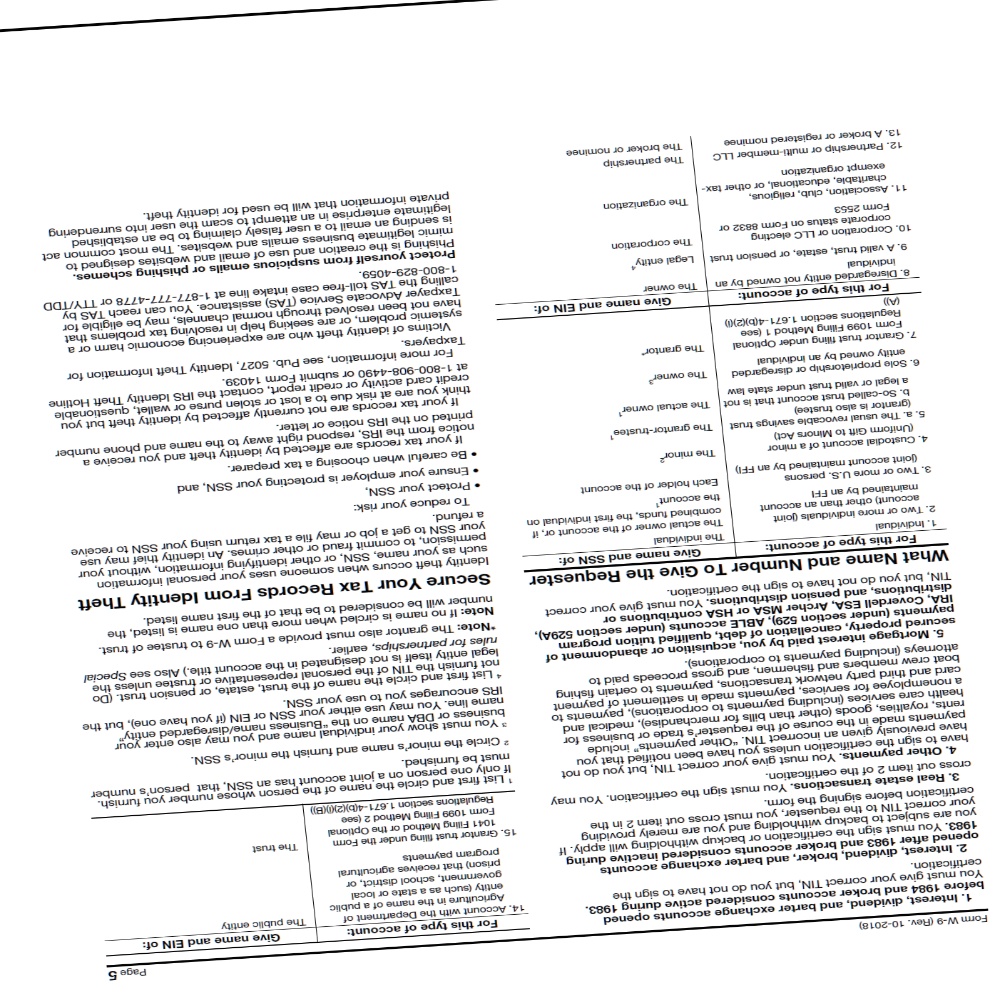 Form W-9 (Rev. 10-2018)
Page 5
1. Interest, dividend, and barter exchange accounts opened
before 1984 and broker accounts considered active during 1983.
You must give your correct TIN, but you do not have to sign the
certification.
2. Interest, dividend, broker, and barter exchange accounts
opened after 1983 and broker accounts considered inactive during
1983. You must sign the certification or backup withholding will apply. If
you are subject to backup withholding and you are merely providing
your correct TIN to the requester, you must cross out item 2 in the
certification before signing the form.
3. Real estate transactions. You must sign the certification. You may
cross out item 2 of the certification.
4. Other payments. You must give your correct TIN, but you do not
have to sign the certification unless you have been notified that you
have previously given an incorrect TIN. “Other payments” include
payments made in the course of the requester’s trade or business for
rents, royalties, goods (other than bills for merchandise), medical and
health care services (including payments to corporations), payments to
a nonemployee for services, payments made in settlement of payment
card and third party network transactions, payments to certain fishing
boat crew members and fishermen, and gross proceeds paid to
attorneys (including payments to corporations).
5. Mortgage interest paid by you, acquisition or abandonment of
secured property, cancellation of debt, qualified tuition program
payments (under section 529), ABLE accounts (under section 529A),
IRA, Coverdell ESA, Archer MSA or HSA contributions or
distributions, and pension distributions. You must give your correct
TIN, but you do not have to sign the certification.
What Name and Number To Give the Requester
For this type of account:
Give name and SSN of:
1. Individual
The individual
2. Two or more individuals (joint
account) other than an account
maintained by an FFI
The actual owner of the account or, if
combined funds, the first individual on
the account¹
3. Two or more U.S. persons
(joint account maintained by an FFI)
Each holder of the account
4. Custodial account of a minor
(Uniform Gift to Minors Act)
The minor²
5. a. The usual revocable savings trust
(grantor is also trustee)
The grantor-trustee¹
b. So-called trust account that is not
a legal or valid trust under state law
The actual owner¹
6. Sole proprietorship or disregarded
entity owned by an individual
The owner³
7. Grantor trust filing under Optional
Form 1099 Filing Method 1 (see
Regulations section 1.671-4(b)(2)(i)
(A))
The grantor*
For this type of account:
Give name and EIN of:
8. Disregarded entity not owned by an
individual
The owner
9. A valid trust, estate, or pension trust
Legal entity⁴
10. Corporation or LLC electing
corporate status on Form 8832 or
Form 2553
The corporation
11. Association, club, religious,
charitable, educational, or other tax-
exempt organization
The organization
12. Partnership or multi-member LLC
The partnership
13. A broker or registered nominee
The broker or nominee
For this type of account:
Give name and EIN of:
14. Account with the Department of
Agriculture in the name of a public
entity (such as a state or local
government, school district, or
prison) that receives agricultural
program payments
The public entity
15. Grantor trust filing under the Form
1041 Filing Method or the Optional
Form 1099 Filing Method 2 (see
Regulations section 1.671-4(b)(2)(i)(B))
The trust
¹ List first and circle the name of the person whose number you furnish.
If only one person on a joint account has an SSN, that person’s number
must be furnished.
² Circle the minor’s name and furnish the minor’s SSN.
³ You must show your individual name and you may also enter your
business or DBA name on the “Business name/disregarded entity”
name line. You may use either your SSN or EIN (if you have one), but the
IRS encourages you to use your SSN.
⁴ List first and circle the name of the trust, estate, or pension trust. (Do
not furnish the TIN of the personal representative or trustee unless the
legal entity itself is not designated in the account title.) Also see Special
rules for partnerships, earlier.
*Note: The grantor also must provide a Form W-9 to trustee of trust.
Note: If no name is circled when more than one name is listed, the
number will be considered to be that of the first name listed.
Secure Your Tax Records From Identity Theft
Identity theft occurs when someone uses your personal information
such as your name, SSN, or other identifying information, without your
permission, to commit fraud or other crimes. An identity thief may use
your SSN to get a job or may file a tax return using your SSN to receive
a refund.
To reduce your risk:
• Protect your SSN,
• Ensure your employer is protecting your SSN, and
• Be careful when choosing a tax preparer.
If your tax records are affected by identity theft and you receive a
notice from the IRS, respond right away to the name and phone number
printed on the IRS notice or letter.
If your tax records are not currently affected by identity theft but you
think you are at risk due to a lost or stolen purse or wallet, questionable
credit card activity or credit report, contact the IRS Identity Theft Hotline
at 1-800-908-4490 or submit Form 14039.
For more information, see Pub. 5027, Identity Theft Information for
Taxpayers.
Victims of identity theft who are experiencing economic harm or a
systemic problem, or are seeking help in resolving tax problems that
have not been resolved through normal channels, may be eligible for
Taxpayer Advocate Service (TAS) assistance. You can reach TAS by
calling the TAS toll-free case intake line at 1-877-777-4778 or TTY/TDD
1-800-829-4059.
Protect yourself from suspicious emails or phishing schemes.
Phishing is the creation and use of email and websites designed to
mimic legitimate business emails and websites. The most common act
is sending an email to a user falsely claiming to be an established
legitimate enterprise in an attempt to scam the user into surrendering
private information that will be used for identity theft.